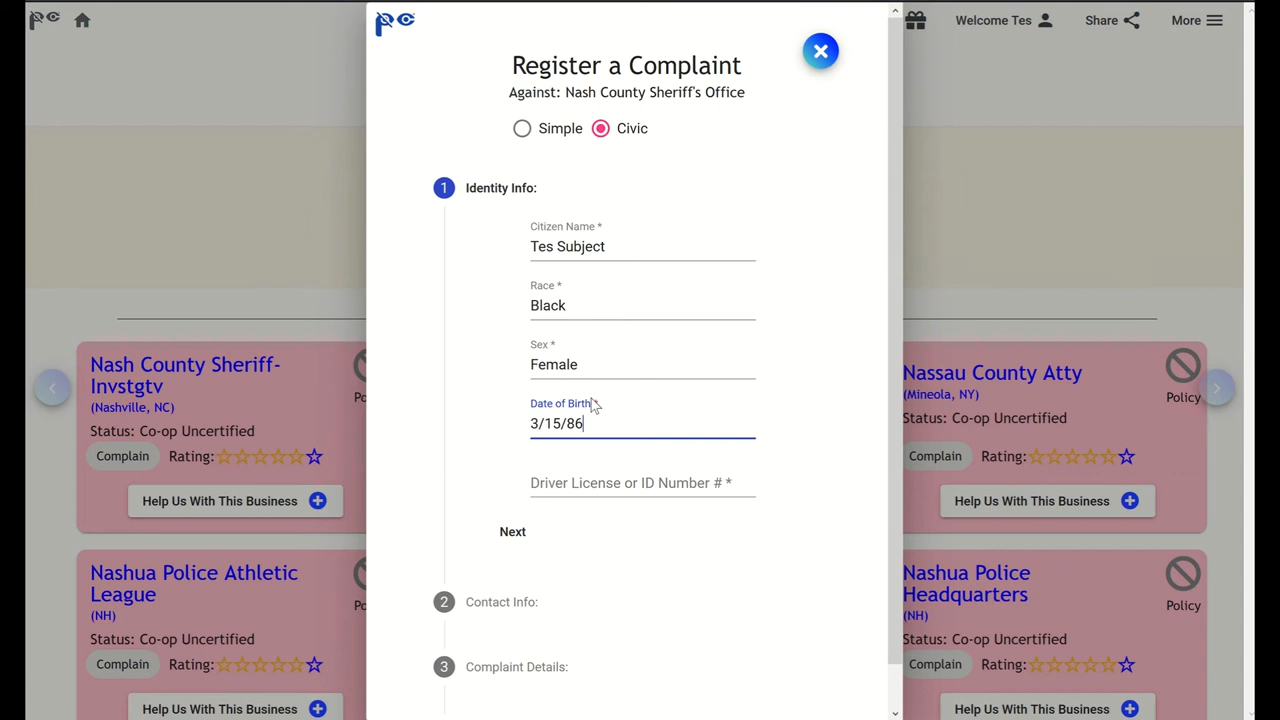 Welcome Tes
Share
More
Register a Complaint
Against: Nash County Sheriff's Office
Simple
Civic
1
Identity Info:
Citizen Name *
Tes Subject
Race *
Black
Sex *
Female
Date of Birth *
3/15/86
Driver License or ID Number # *
Next
2
Contact Info:
3
Complaint Details:
Nash County Sheriff-
Invstgtv
(Nashville, NC)
Status: Co-op Uncertified
Complain
Rating:
Help Us With This Business
Nassau County Atty
(Mineola, NY)
Policy
Status: Co-op Uncertified
Complain
Rating:
Help Us With This Business
Nashua Police Athletic
League
(NH)
Status: Co-op Uncertified
Complain
Rating:
Help Us With This Business
Nashua Police
Headquarters
(NH)
Policy
Status: Co-op Uncertified
Complain
Rating:
Help Us With This Business